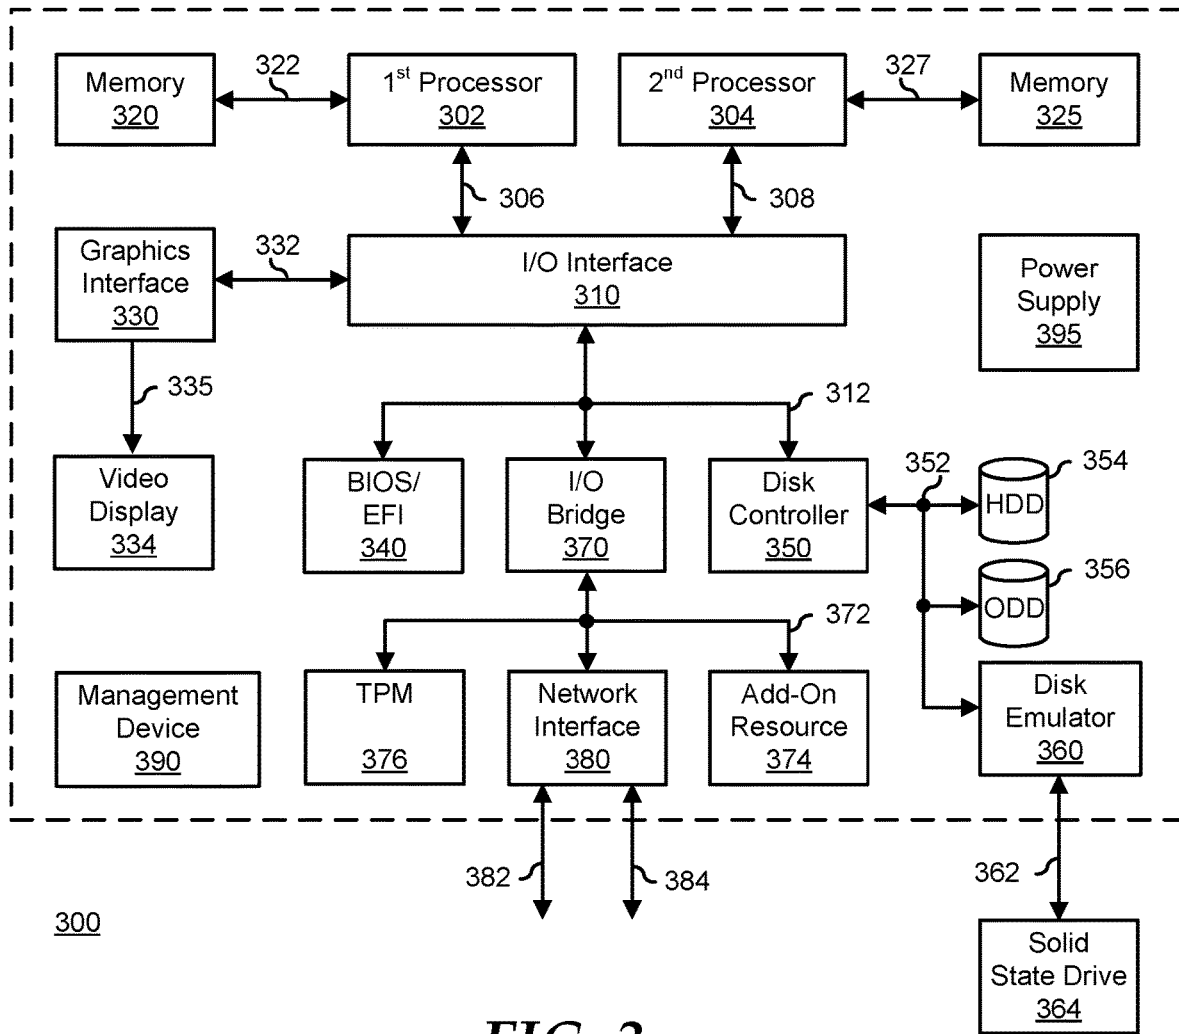 Memory
320
322
1st Processor
302
2nd Processor
304
327
Memory
325
306
308
Graphics
Interface
330
332
I/O Interface
310
Power
Supply
395
335
312
Video
Display
334
BIOS/
EFI
340
I/O
Bridge
370
Disk
Controller
350
352
HDD
354
ODD
356
372
Management
Device
390
TPM
376
Network
Interface
380
Add-On
Resource
374
Disk
Emulator
360
382
384
362
300
Solid
State Drive
364
FIG.